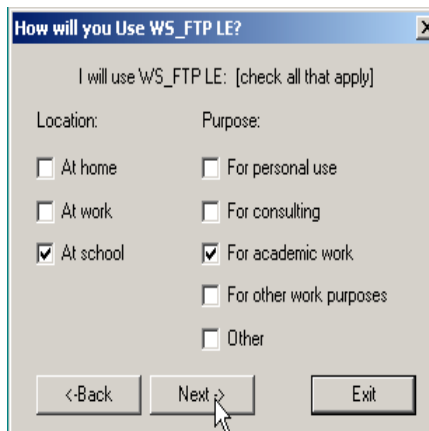 How will you Use WS_FTP LE?
I will use WS_FTP LE: [check all that apply]
Location: Purpose:
At home For personal use
At work For consulting
At school For academic work
For other work purposes
Other
<-Back Next -> Exit